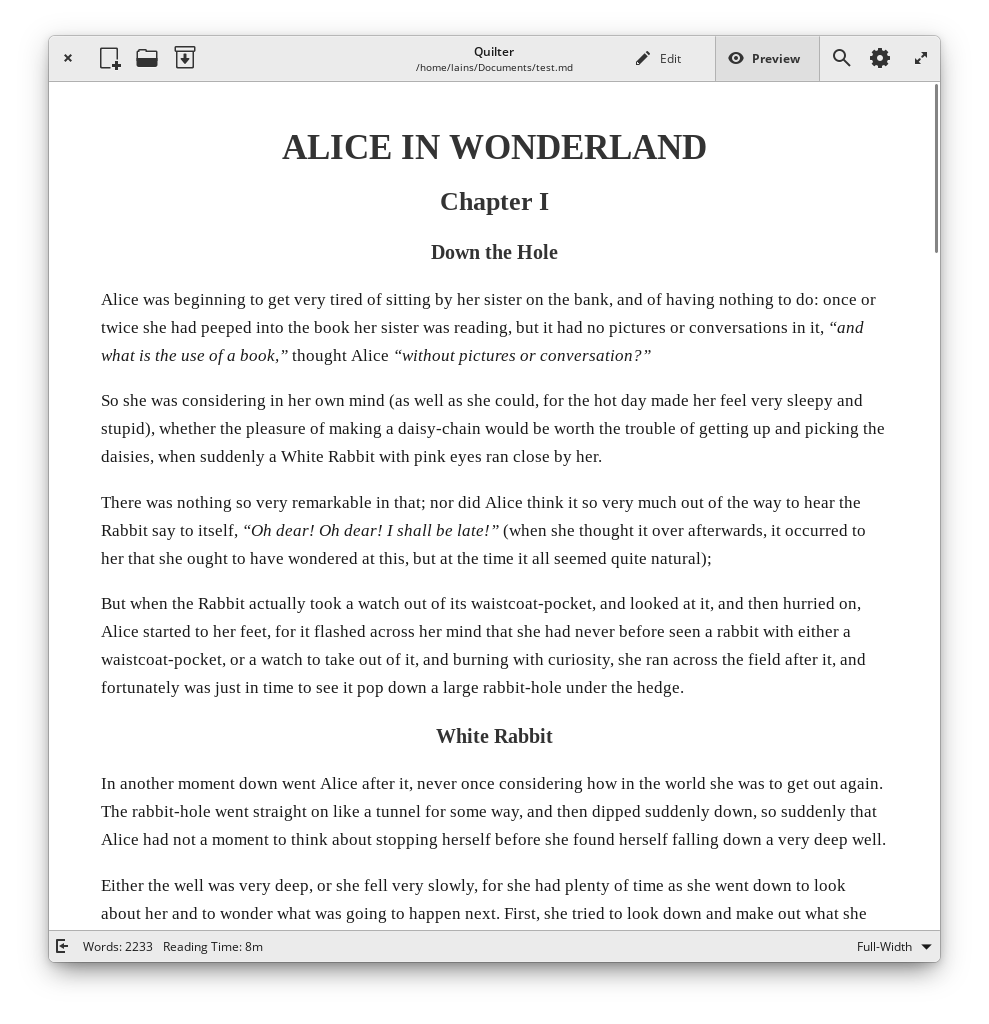 Quilter
/home/lains/Documents/test.md
Edit
Preview
ALICE IN WONDERLAND
Chapter I
Down the Hole
Alice was beginning to get very tired of sitting by her sister on the bank, and of having nothing to do: once or
twice she had peeped into the book her sister was reading, but it had no pictures or conversations in it, “and
what is the use of a book,” thought Alice “without pictures or conversation?”
So she was considering in her own mind (as well as she could, for the hot day made her feel very sleepy and
stupid), whether the pleasure of making a daisy-chain would be worth the trouble of getting up and picking the
daisies, when suddenly a White Rabbit with pink eyes ran close by her.
There was nothing so very remarkable in that; nor did Alice think it so very much out of the way to hear the
Rabbit say to itself, “Oh dear! Oh dear! I shall be late!” (when she thought it over afterwards, it occurred to
her that she ought to have wondered at this, but at the time it all seemed quite natural);
But when the Rabbit actually took a watch out of its waistcoat-pocket, and looked at it, and then hurried on,
Alice started to her feet, for it flashed across her mind that she had never before seen a rabbit with either a
waistcoat-pocket, or a watch to take out of it, and burning with curiosity, she ran across the field after it, and
fortunately was just in time to see it pop down a large rabbit-hole under the hedge.
White Rabbit
In another moment down went Alice after it, never once considering how in the world she was to get out again.
The rabbit-hole went straight on like a tunnel for some way, and then dipped suddenly down, so suddenly that
Alice had not a moment to think about stopping herself before she found herself falling down a very deep well.
Either the well was very deep, or she fell very slowly, for she had plenty of time as she went down to look
about her and to wonder what was going to happen next. First, she tried to look down and make out what she
Words: 2233 Reading Time: 8m
Full-Width